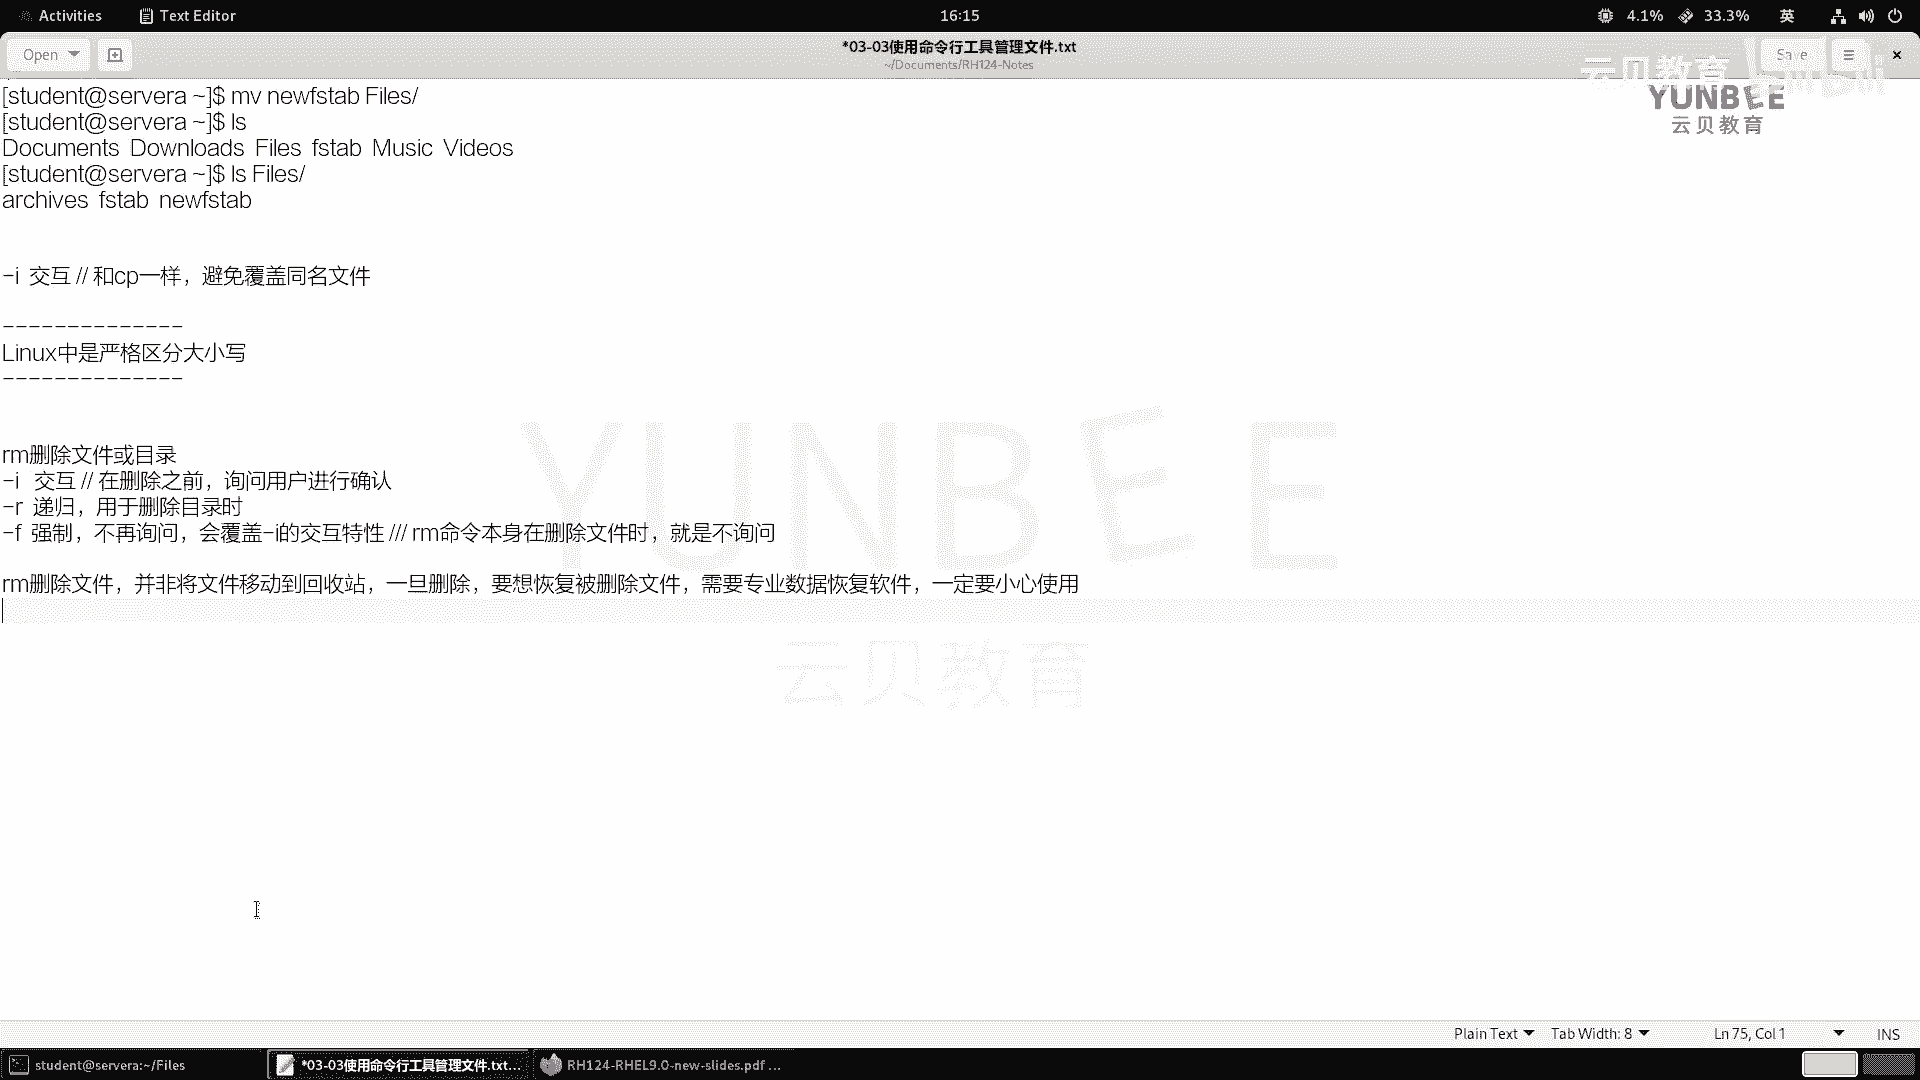 Activities
Text Editor
16:15
4.1%
33.3%
英
Open
*03-03使用命令行工具管理文件.txt
~/Documents/RH124-Notes
Save
云贝教育
YUNBEE
云贝教育
[student@servera ~]$ mv newfstab Files/
[student@servera ~]$ ls
Documents  Downloads  Files  fstab  Music  Videos
[student@servera ~]$ ls Files/
archives  fstab  newfstab
-i  交互 // 和cp一样，避免覆盖同名文件
--------------
Linux中是严格区分大小写
--------------
rm删除文件或目录
-i   交互 // 在删除之前，询问用户进行确认
-r  递归，用于删除目录时
-f  强制，不再询问，会覆盖-i的交互特性 /// rm命令本身在删除文件时，就是不询问
rm删除文件，并非将文件移动到回收站，一旦删除，要想恢复被删除文件，需要专业数据恢复软件，一定要小心使用
YUNBEE
云贝教育
Plain Text
Tab Width: 8
Ln 75, Col 1
INS
student@servera:~/Files
*03-03使用命令行工具管理文件.txt...
RH124-RHEL9.0-new-slides.pdf ...